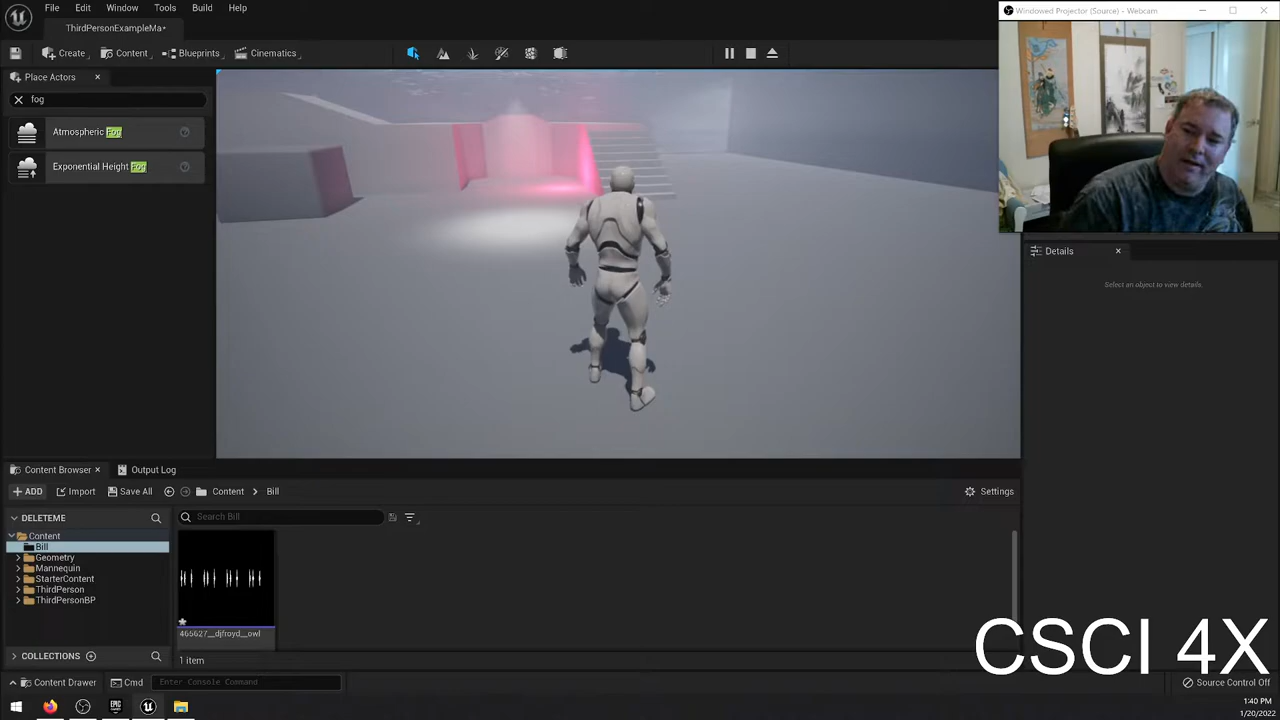 File Edit Window Tools Build Help
ThirdPersonExampleMa*
Windowed Projector (Source) - Webcam
Create Content Blueprints Cinematics
Place Actors
fog
Atmospheric Fog
Exponential Height Fog
Details
Select an object to view details.
Content Browser Output Log
ADD Import Save All Content Bill Settings
DELETEME
Search Bill
Content
Bill
Geometry
Mannequin
StarterContent
ThirdPerson
ThirdPersonBP
465627__djfroyd__owl
COLLECTIONS
1 item
CSCI 4X
Content Drawer Cmd Enter Console Command Source Control Off
1:40 PM
1/20/2022